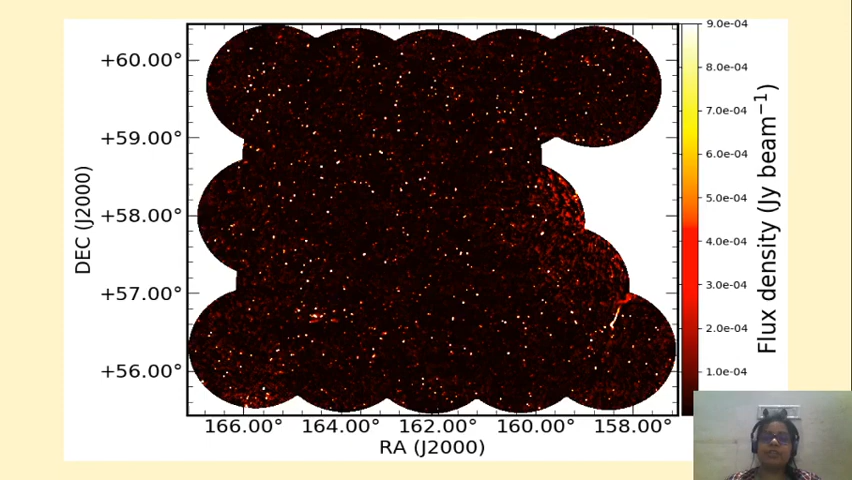 +60.00°
+59.00°
+58.00°
+57.00°
+56.00°
DEC (J2000)
166.00° 164.00° 162.00° 160.00° 158.00°
RA (J2000)
9.0e-04
8.0e-04
7.0e-04
6.0e-04
5.0e-04
4.0e-04
3.0e-04
2.0e-04
1.0e-04
Flux density (Jy beam⁻¹)